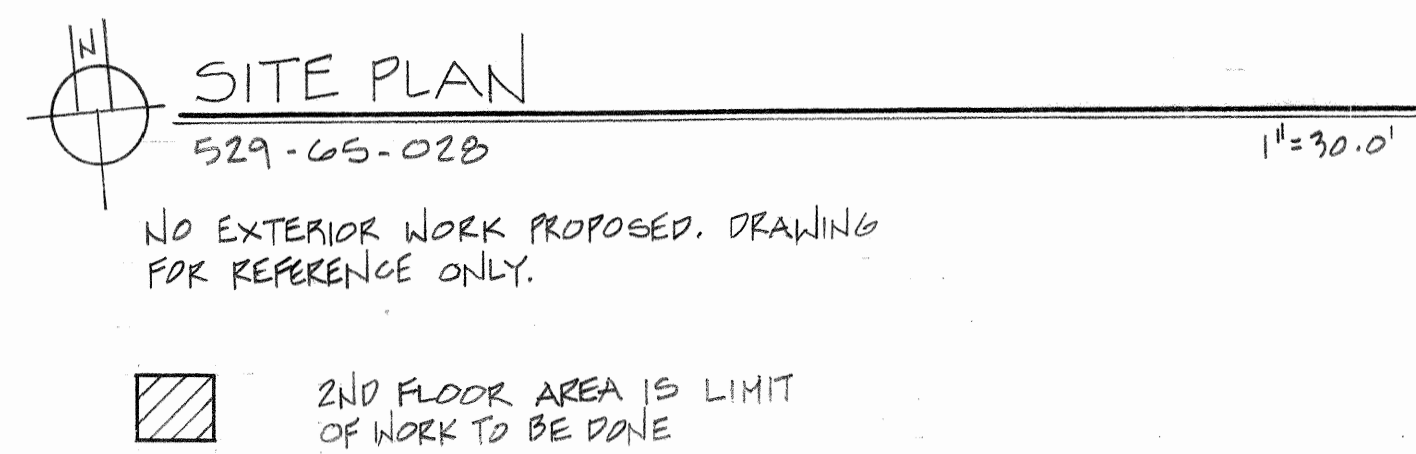 N
SITE PLAN
529-65-028
1"=30.0'
NO EXTERIOR WORK PROPOSED. DRAWING
FOR REFERENCE ONLY.
2ND FLOOR AREA IS LIMIT
OF WORK TO BE DONE